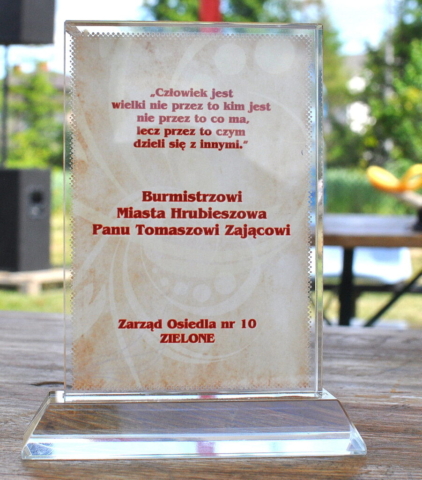 „Człowiek jest
wielki nie przez to kim jest
nie przez to co ma,
lecz przez to czym
dzieli się z innymi.”
Burmistrzowi
Miasta Hrubieszowa
Panu Tomaszowi Zającowi
Zarząd Osiedla nr 10
ZIELONE